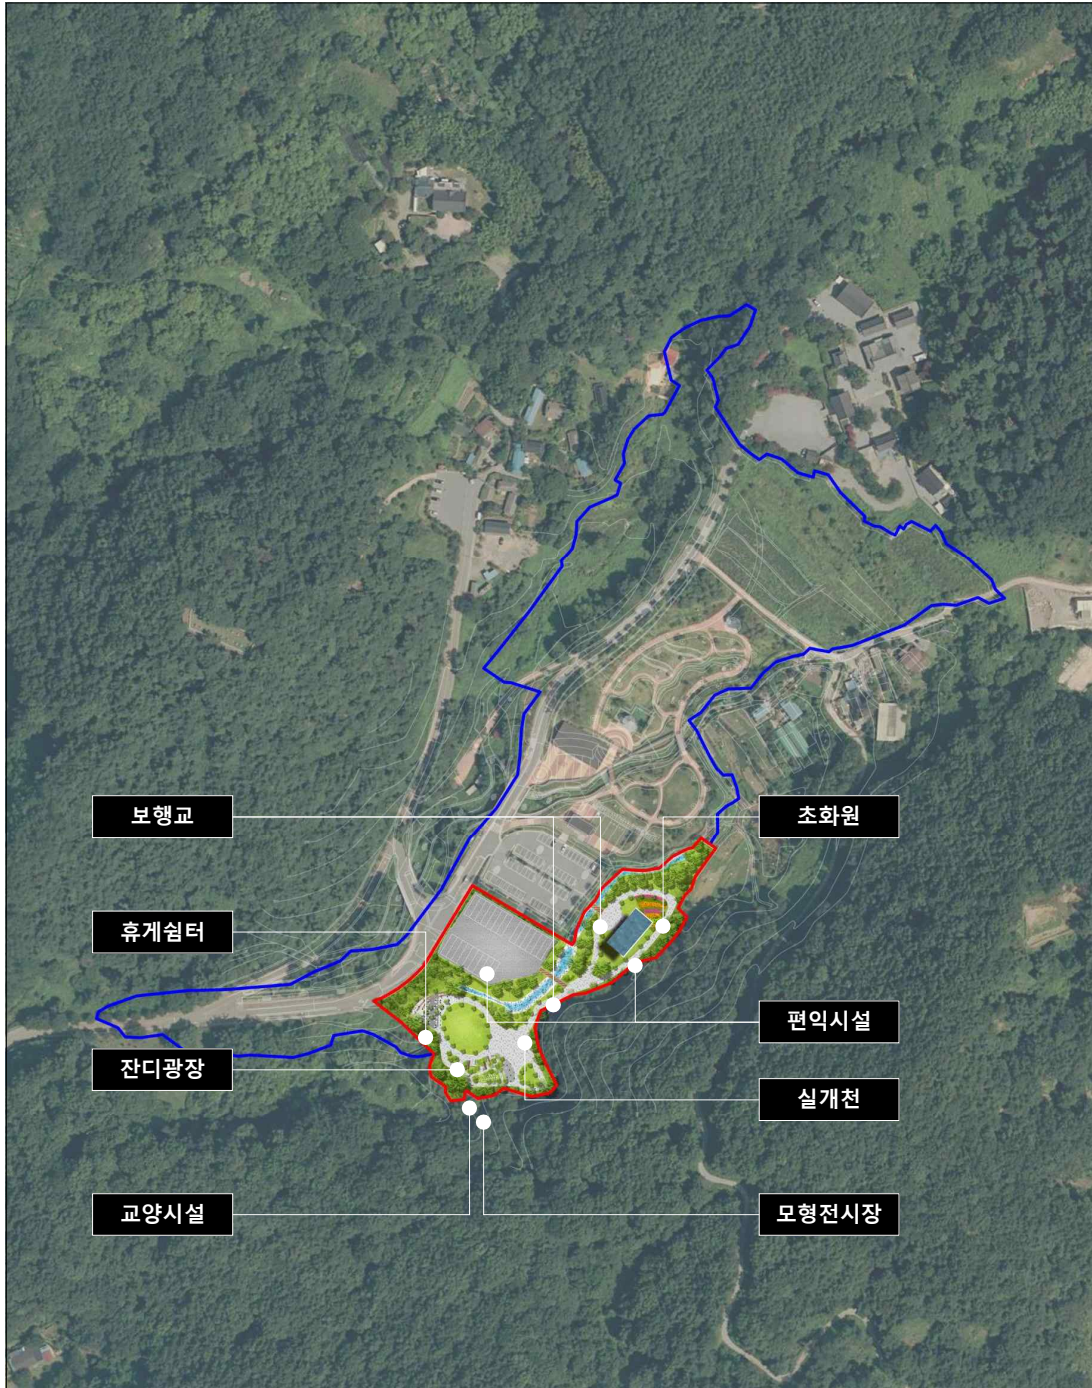 보행교
초화원
휴게쉼터
편익시설
잔디광장
실개천
교양시설
모형전시장